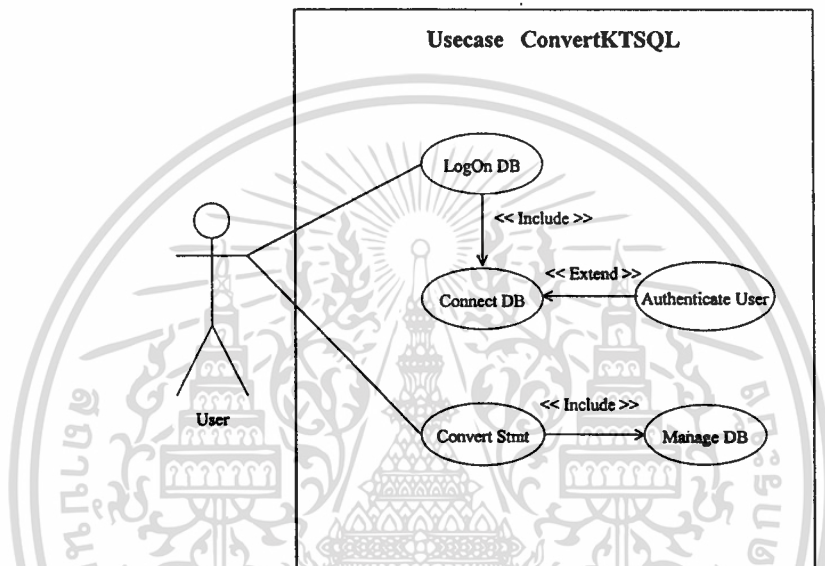 Usecase ConvertKTSQL
LogOn DB
<< Include >>
<< Extend >>
Connect DB
Authenticate User
User
<< Include >>
Convert Stmt
Manage DB